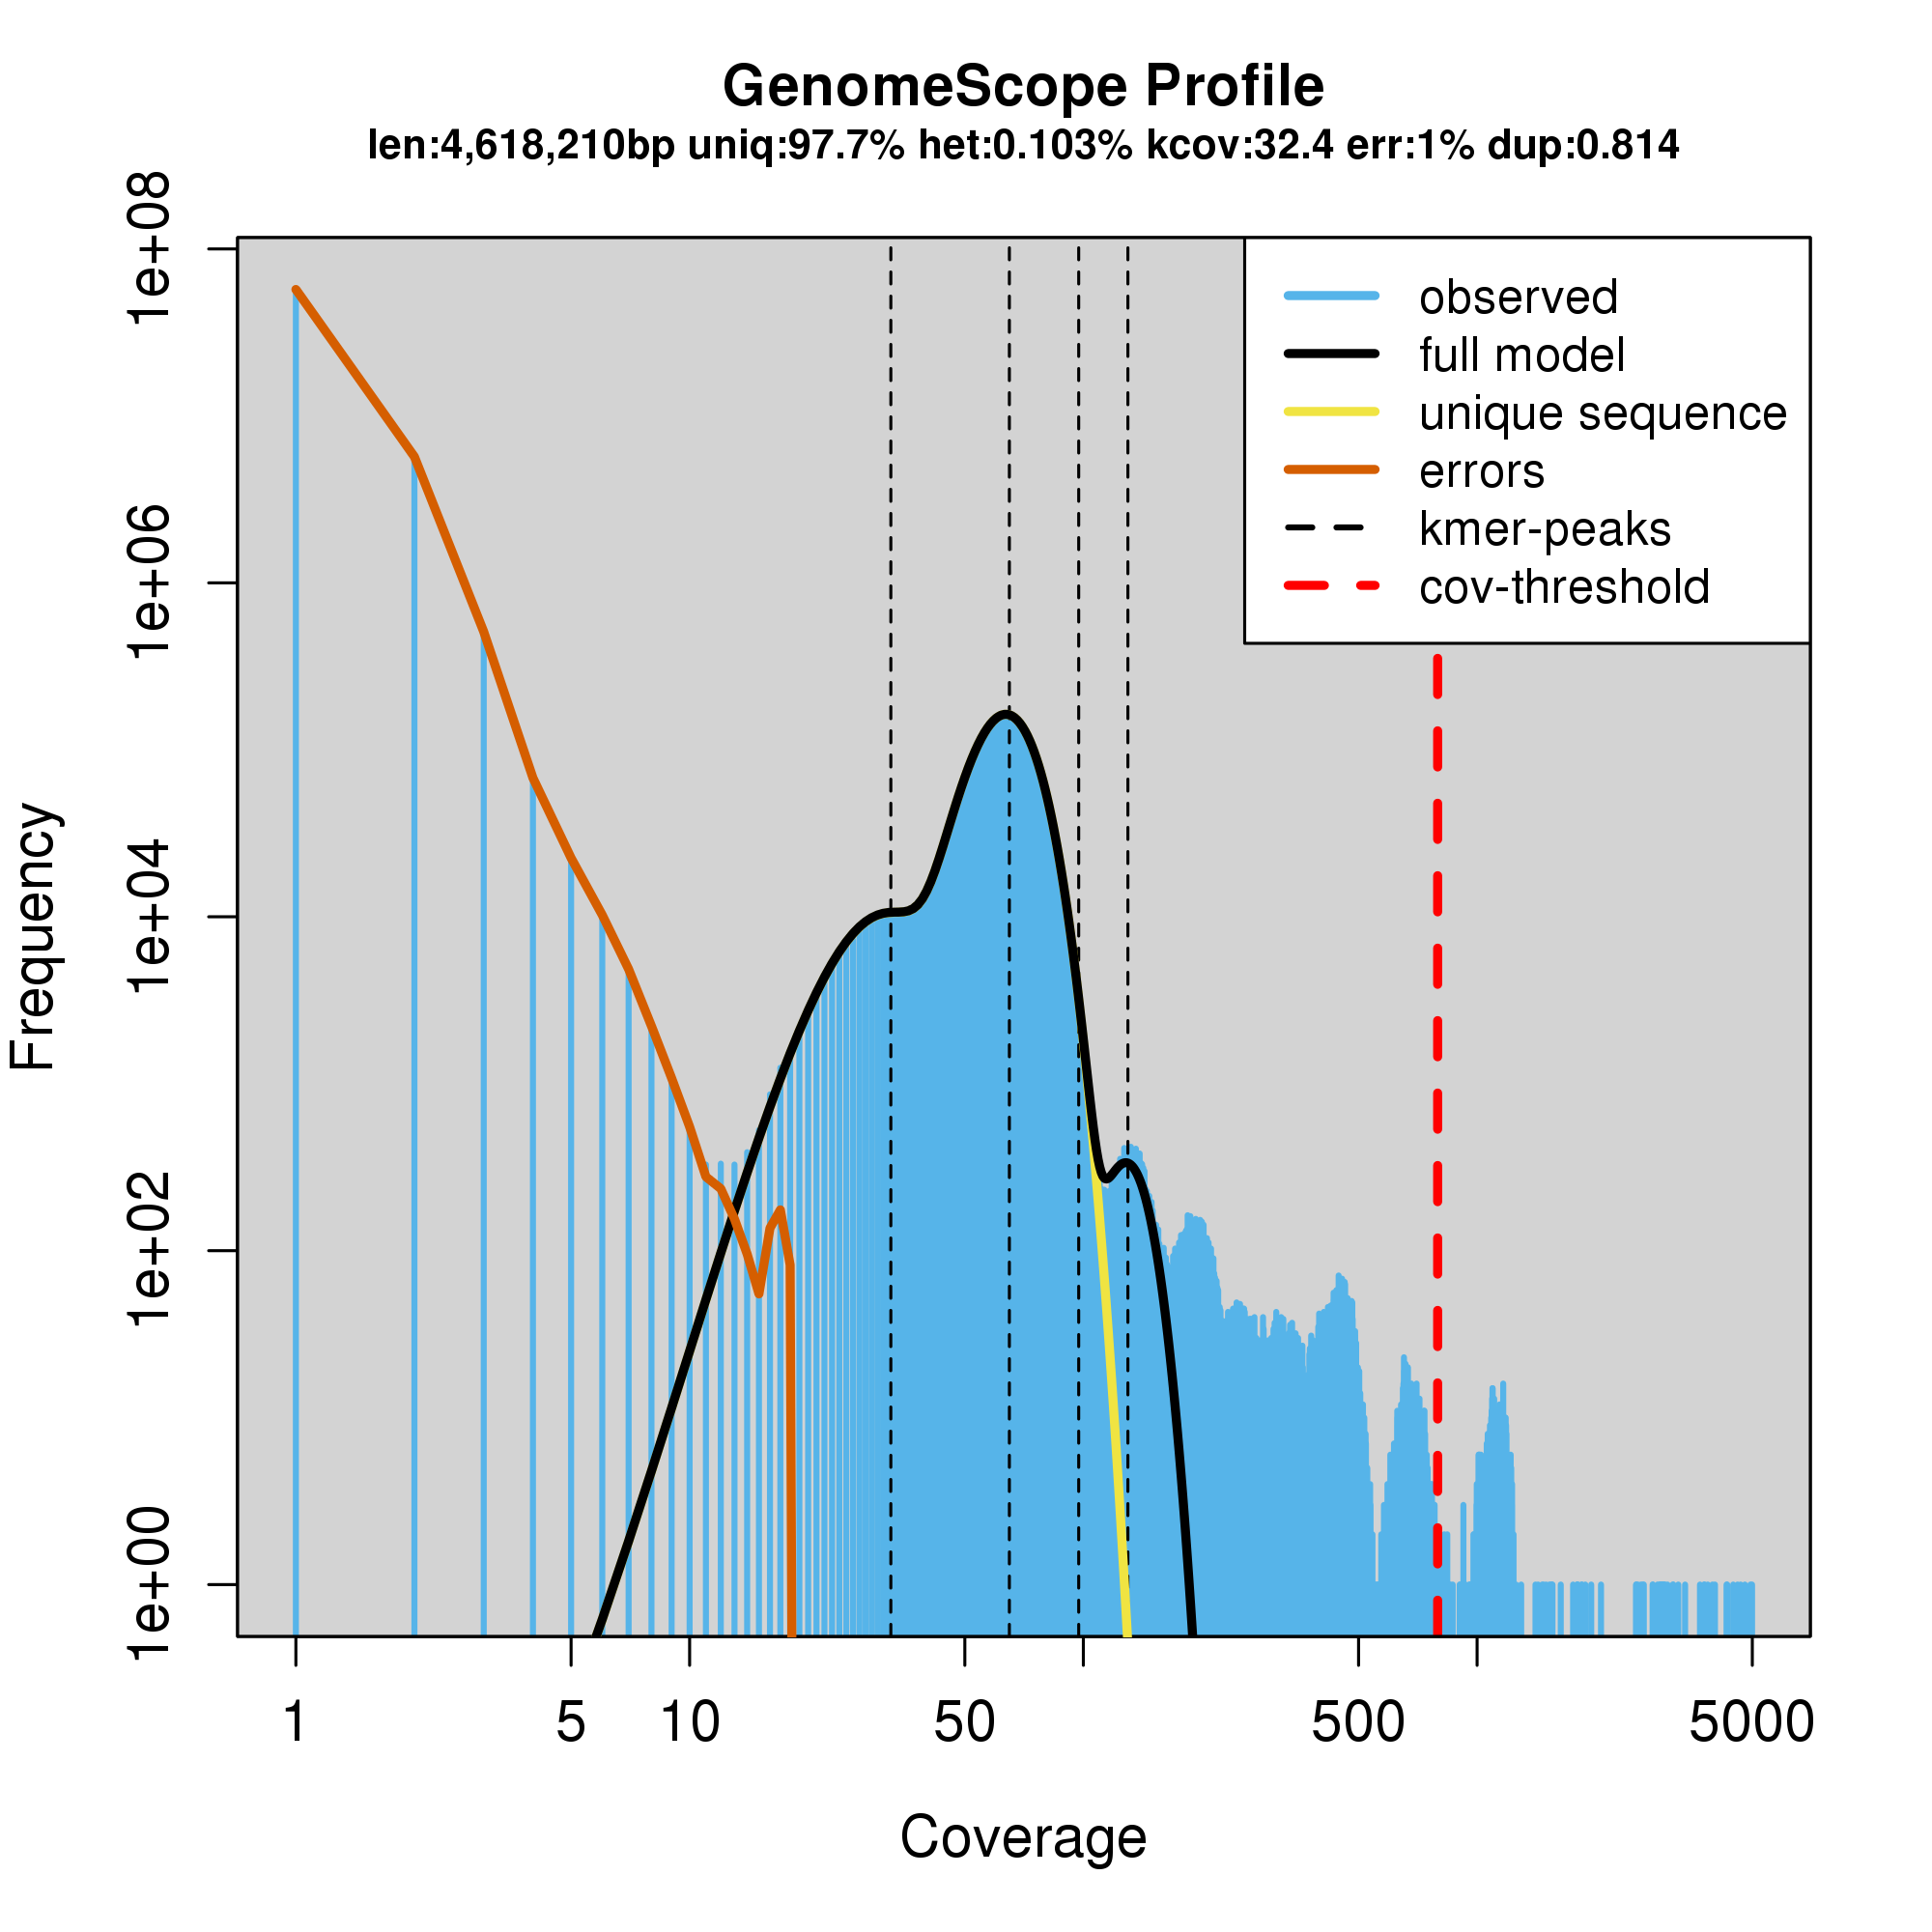 GenomeScope Profile
len:4,618,210bp uniq:97.7% het:0.103% kcov:32.4 err:1% dup:0.814
observed
full model
unique sequence
errors
kmer-peaks
cov-threshold
Frequency
1e+08
1e+06
1e+04
1e+02
1e+00
1 5 10 50 500 5000
Coverage